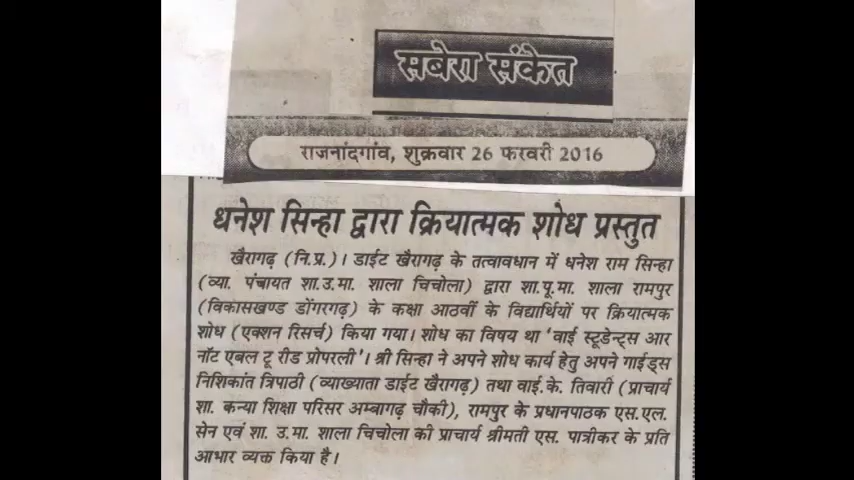 सबेरा संकेत
राजनांदगांव, शुक्रवार 26 फरवरी 2016
धनेश सिन्हा द्वारा क्रियात्मक शोध प्रस्तुत
खैरागढ़ (नि.प्र.)। डाईट खैरागढ़ के तत्वावधान में धनेश राम सिन्हा
(व्या. पंचायत शा.उ.मा. शाला चिचोला) द्वारा शा.पू.मा. शाला रामपुर
(विकासखण्ड डोंगरगढ़) के कक्षा आठवीं के विद्यार्थियों पर क्रियात्मक
शोध (एक्शन रिसर्च) किया गया। शोध का विषय था 'वाई स्टूडेन्ट्स आर
नॉट एबल टू रीड प्रोपरली'। श्री सिन्हा ने अपने शोध कार्य हेतु अपने गाईड्स
निशिकांत त्रिपाठी (व्याख्याता डाईट खैरागढ़) तथा वाई.के. तिवारी (प्राचार्य
शा. कन्या शिक्षा परिसर अम्बागढ़ चौकी), रामपुर के प्रधानपाठक एस.एल.
सेन एवं शा. उ.मा. शाला चिचोला की प्राचार्य श्रीमती एस. पात्रीकर के प्रति
आभार व्यक्त किया है।